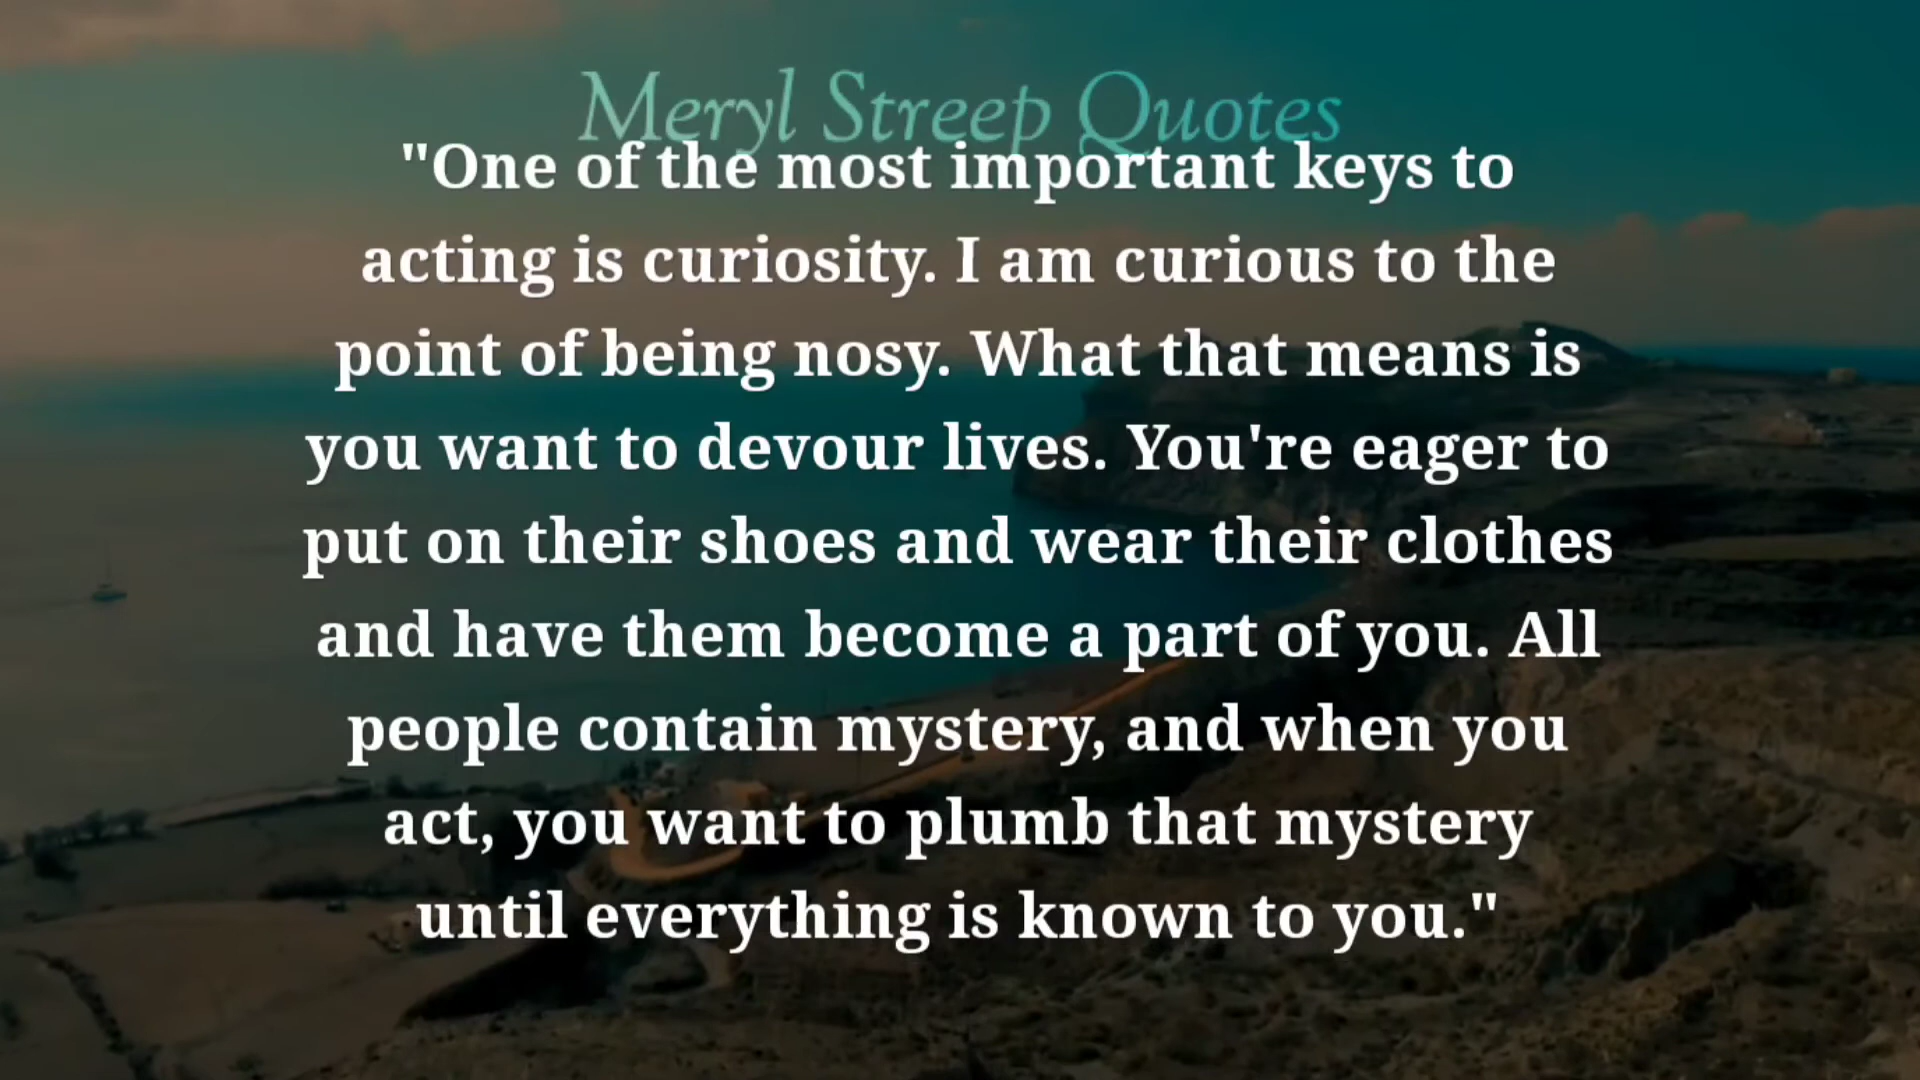 Meryl Streep Quotes
"One of the most important keys to
acting is curiosity. I am curious to the
point of being nosy. What that means is
you want to devour lives. You're eager to
put on their shoes and wear their clothes
and have them become a part of you. All
people contain mystery, and when you
act, you want to plumb that mystery
until everything is known to you."